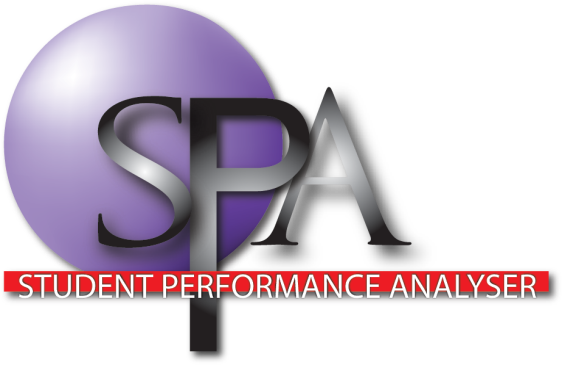 SPA
STUDENT PERFORMANCE ANALYSER